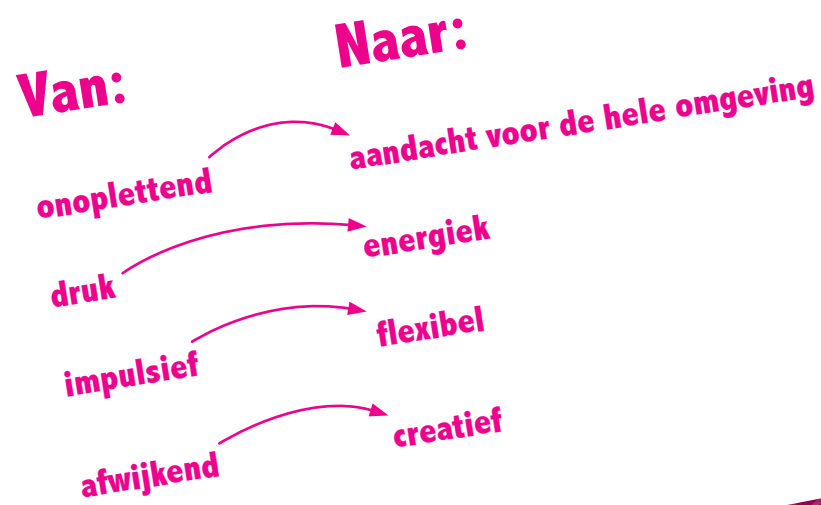 Van:
Naar:
onoplettend
aandacht voor de hele omgeving
druk
energiek
impulsief
flexibel
afwijkend
creatief